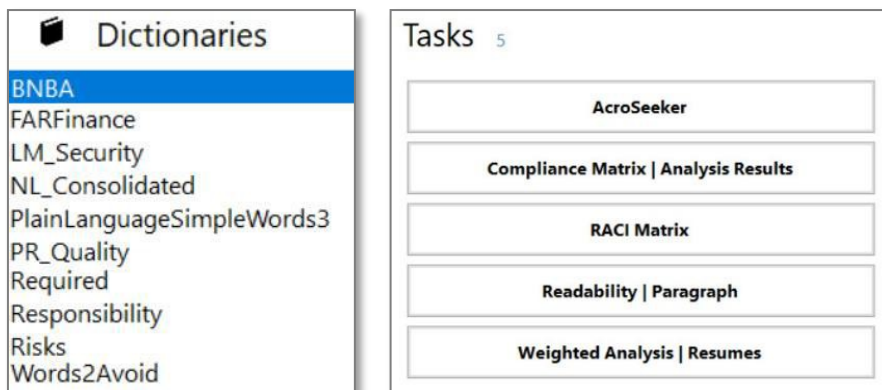 Dictionaries
BNBA
FARFinance
LM_Security
NL_Consolidated
PlainLanguageSimpleWords3
PR_Quality
Required
Responsibility
Risks
Words2Avoid
Tasks 5
AcroSeeker
Compliance Matrix | Analysis Results
RACI Matrix
Readability | Paragraph
Weighted Analysis | Resumes